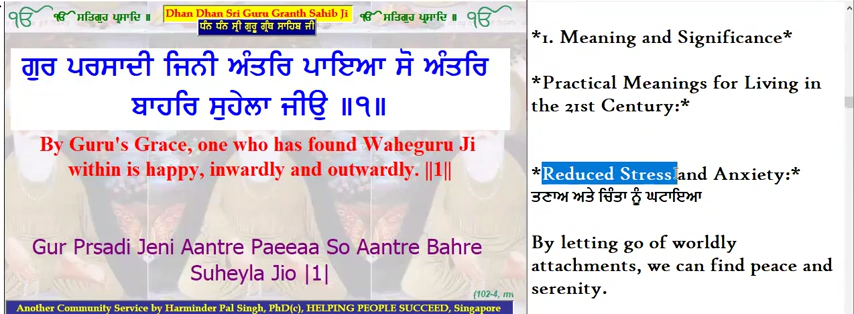 ੴ ੴ ਸਤਿਗੁਰ ਪ੍ਰਸਾਦਿ ॥ Dhan Dhan Sri Guru Granth Sahib Ji ੴ ਸਤਿਗੁਰ ਪ੍ਰਸਾਦਿ ॥ ੴ
ਧੰਨ ਧੰਨ ਸ੍ਰੀ ਗੁਰੂ ਗ੍ਰੰਥ ਸਾਹਿਬ ਜੀ
ਗੁਰ ਪਰਸਾਦੀ ਜਿਨੀ ਅੰਤਰਿ ਪਾਇਆ ਸੋ ਅੰਤਰਿ
ਬਾਹਰਿ ਸੁਹੇਲਾ ਜੀਉ ॥੧॥
By Guru's Grace, one who has found Waheguru Ji
within is happy, inwardly and outwardly. ||1||
Gur Prsadi Jeni Aantre Paeeaa So Aantre Bahre
Suheyla Jio |1|
(102-4, m
Another Community Service by Harminder Pal Singh, PhD(c), HELPING PEOPLE SUCCEED, Singapore
*1. Meaning and Significance*
*Practical Meanings for Living in
the 21st Century:*
*Reduced Stress and Anxiety:*
ਤਣਾਅ ਅਤੇ ਚਿੰਤਾ ਨੂੰ ਘਟਾਇਆ
By letting go of worldly
attachments, we can find peace and
serenity.